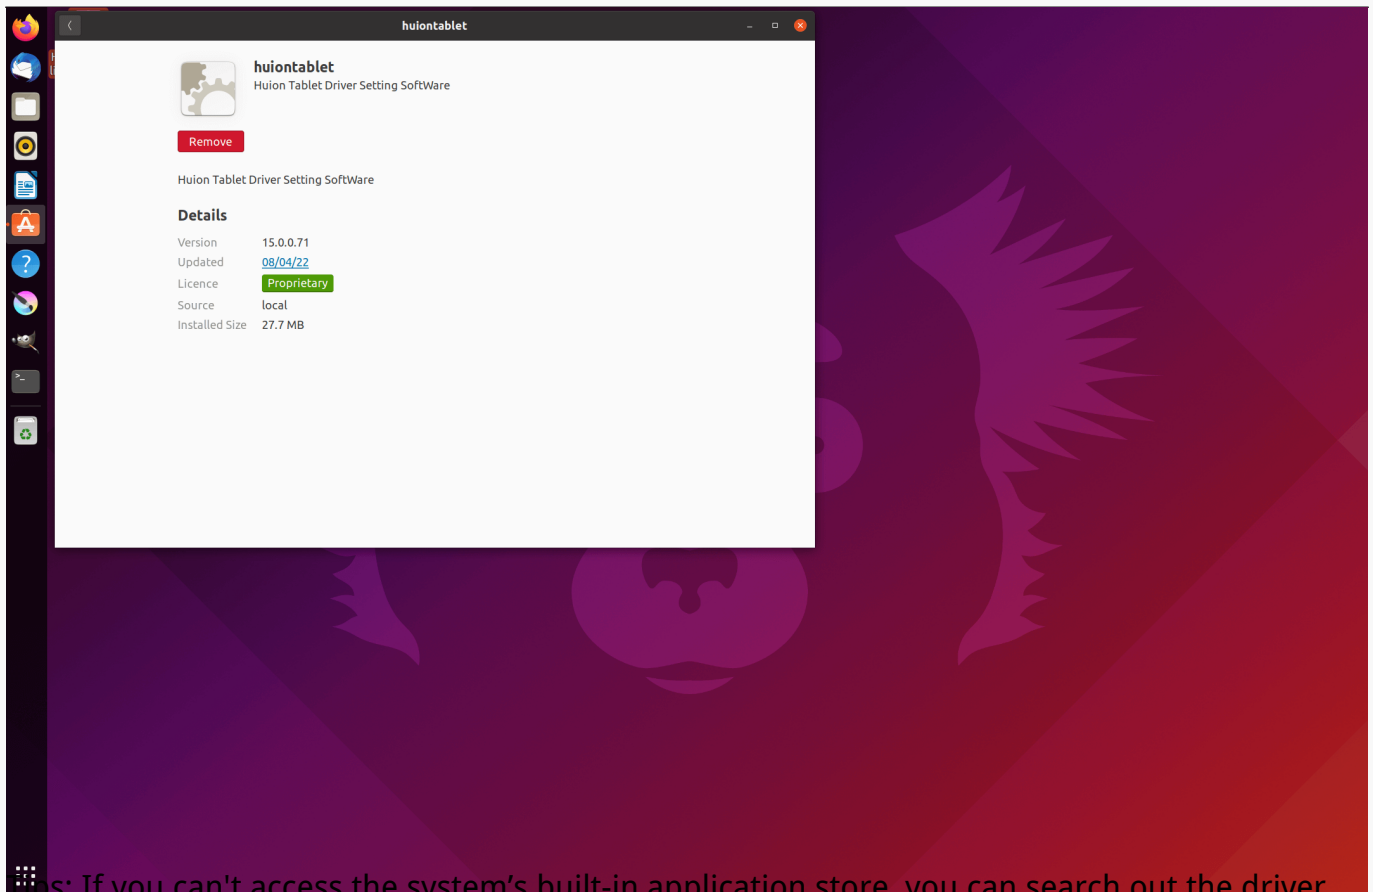 huiontablet
huiontablet
Huion Tablet Driver Setting SoftWare
Remove
Huion Tablet Driver Setting SoftWare
Details
Version 15.0.0.71
Updated 08/04/22
Licence Proprietary
Source local
Installed Size 27.7 MB
If you can't access the system’s built-in application store, you can search out the driver